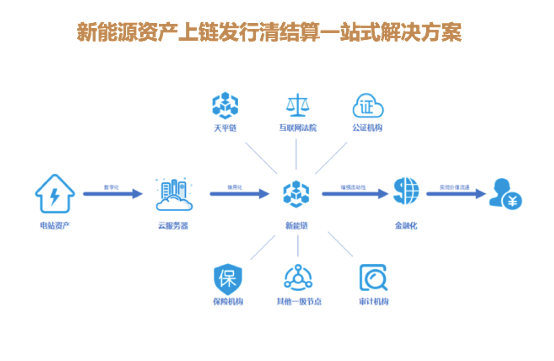 新能源资产上链发行清结算一站式解决方案
天平链
互联网法院
证
公证机构
数字化
通证化
增强流动性
实现价值流通
¥
电站资产
云服务器
新能链
金融化
保
保障机构
其他一级节点
审计机构